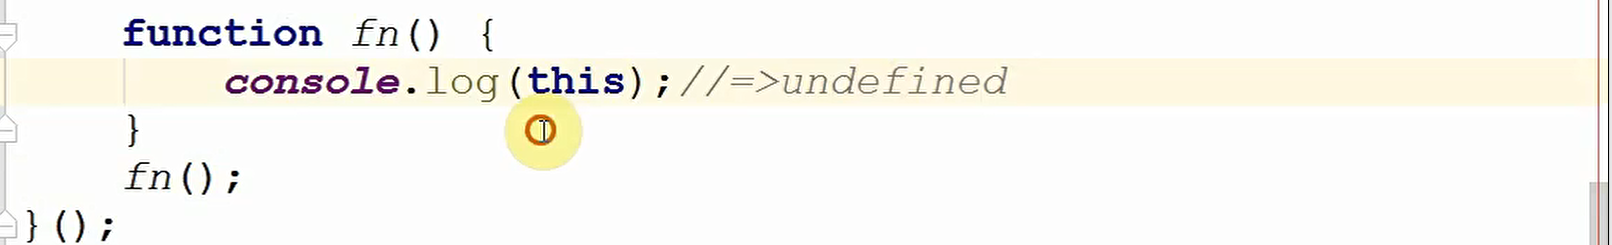 function fn() {
console.log(this);//=>undefined
}
fn();
}();